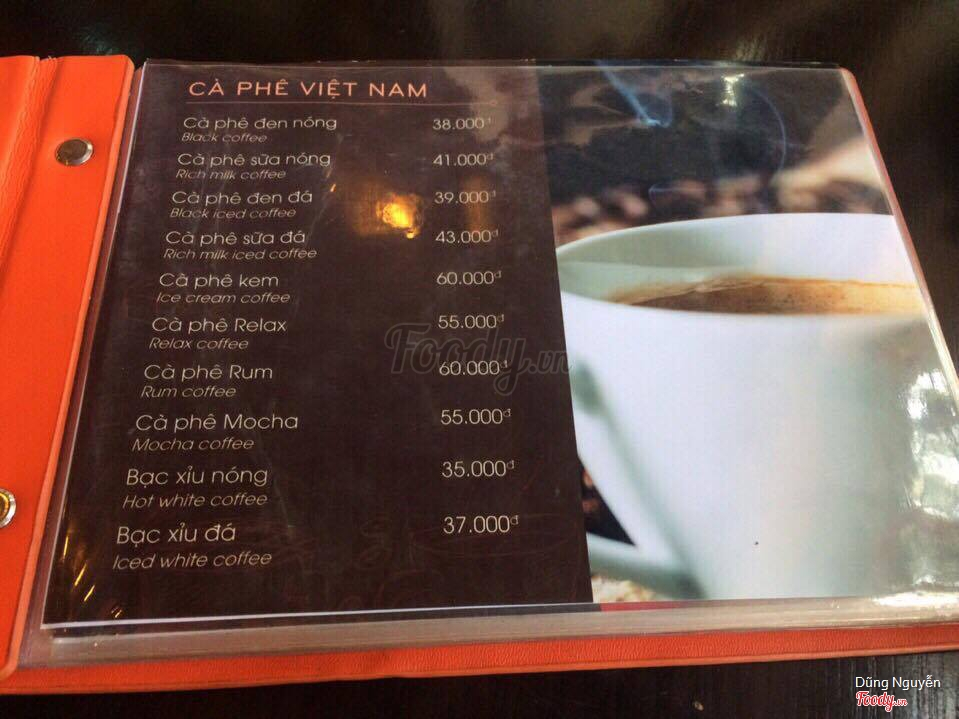 CÀ PHÊ VIỆT NAM
Cà phê đen nóng 38.000đ
Black coffee
Cà phê sữa nóng 41.000đ
Rich milk coffee
Cà phê đen đá 39.000đ
Black iced coffee
Cà phê sữa đá 43.000đ
Rich milk iced coffee
Cà phê kem 60.000đ
Ice cream coffee
Cà phê Relax 55.000đ
Relax coffee
Cà phê Rum 60.000đ
Rum coffee
Cà phê Mocha 55.000đ
Mocha coffee
Bạc xỉu nóng 35.000đ
Hot white coffee
Bạc xỉu đá 37.000đ
Iced white coffee
Foody.vn
Dũng Nguyễn
Foody.vn